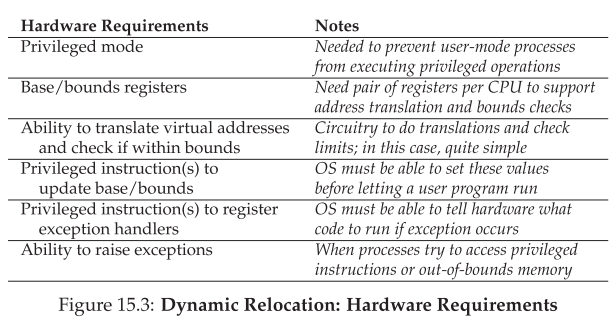 Hardware Requirements Notes
Privileged mode Needed to prevent user-mode processes
from executing privileged operations
Base/bounds registers Need pair of registers per CPU to support
address translation and bounds checks
Ability to translate virtual addresses Circuitry to do translations and check
and check if within bounds limits; in this case, quite simple
Privileged instruction(s) to OS must be able to set these values
update base/bounds before letting a user program run
Privileged instruction(s) to register OS must be able to tell hardware what
exception handlers code to run if exception occurs
Ability to raise exceptions When processes try to access privileged
instructions or out-of-bounds memory
Figure 15.3: Dynamic Relocation: Hardware Requirements